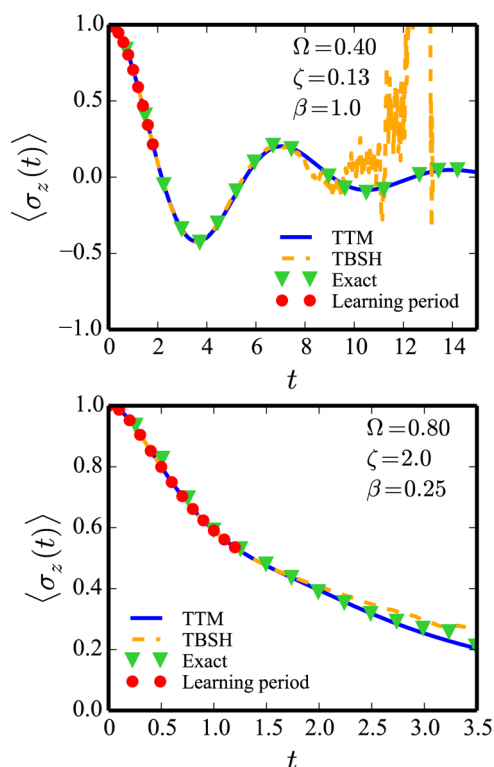 1.0
0.5
0.0
−0.5
−1.0
⟨σz(t)⟩
Ω=0.40
ζ=0.13
β=1.0
TTM
TBSH
Exact
Learning period
0 2 4 6 8 10 12 14
t
1.0
0.8
0.6
0.4
0.2
0.0
⟨σz(t)⟩
Ω=0.80
ζ=2.0
β=0.25
TTM
TBSH
Exact
Learning period
0.0 0.5 1.0 1.5 2.0 2.5 3.0 3.5
t